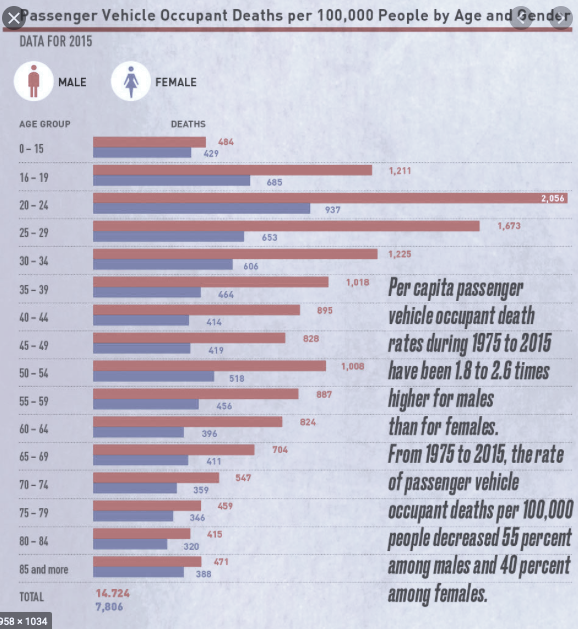 Passenger Vehicle Occupant Deaths per 100,000 People by Age and Gender
DATA FOR 2015
MALE FEMALE
AGE GROUP DEATHS
0 – 15 484
429
16 – 19 1,211
685
20 – 24 2,056
937
25 – 29 1,673
653
30 – 34 1,225
606
35 – 39 1,018
464
40 – 44 895
414
45 – 49 828
419
50 – 54 1,008
518
55 – 59 887
456
60 – 64 824
396
65 – 69 704
411
70 – 74 547
359
75 – 79 459
346
80 – 84 415
320
85 and more 471
388
TOTAL 14.724
7,806
Per capita passenger
vehicle occupant death
rates during 1975 to 2015
have been 1.8 to 2.6 times
higher for males
than for females.
From 1975 to 2015, the rate
of passenger vehicle
occupant deaths per 100,000
people decreased 55 percent
among males and 40 percent
among females.
958 × 1034